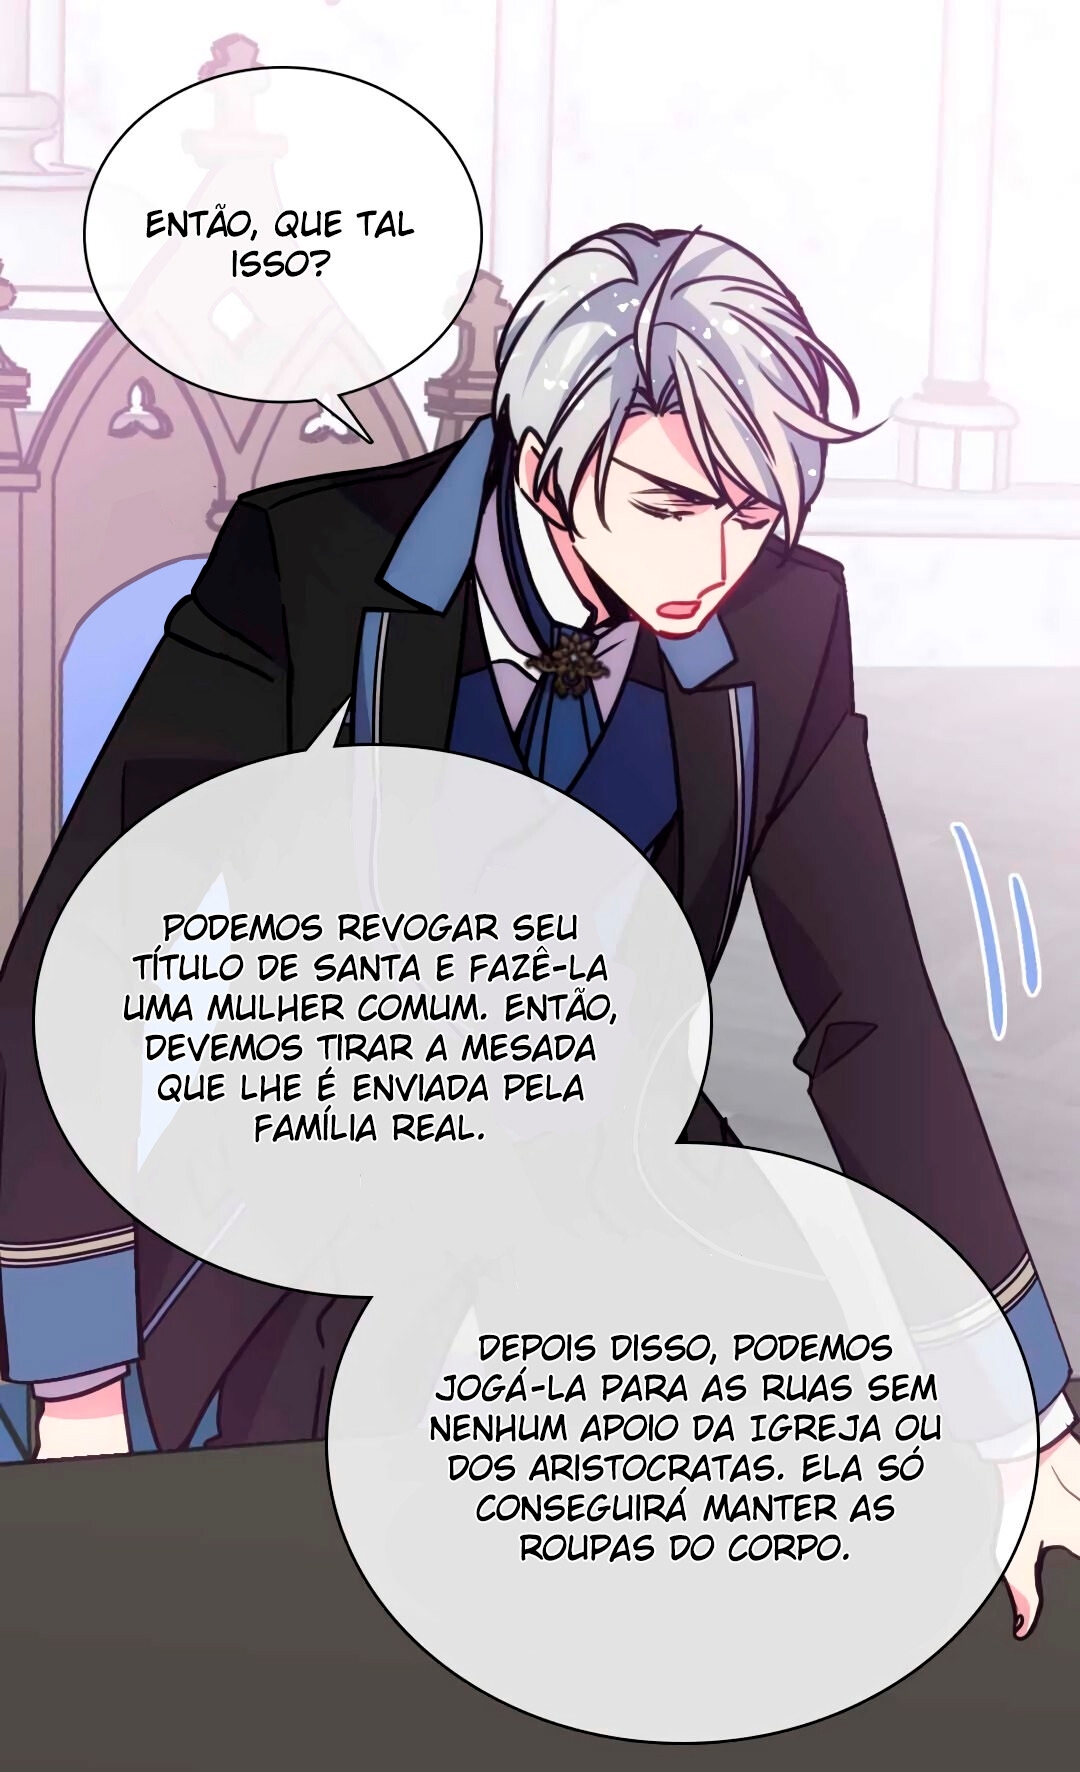 ENTÃO, QUE TAL
ISSO?
PODEMOS REVOGAR SEU
TÍTULO DE SANTA E FAZÊ-LA
UMA MULHER COMUM. ENTÃO,
DEVEMOS TIRAR A MESADA
QUE LHE É ENVIADA PELA
FAMÍLIA REAL.
DEPOIS DISSO, PODEMOS
JOGÁ-LA PARA AS RUAS SEM
NENHUM APOIO DA IGREJA OU
DOS ARISTOCRATAS. ELA SÓ
CONSEGUIRÁ MANTER AS
ROUPAS DO CORPO.